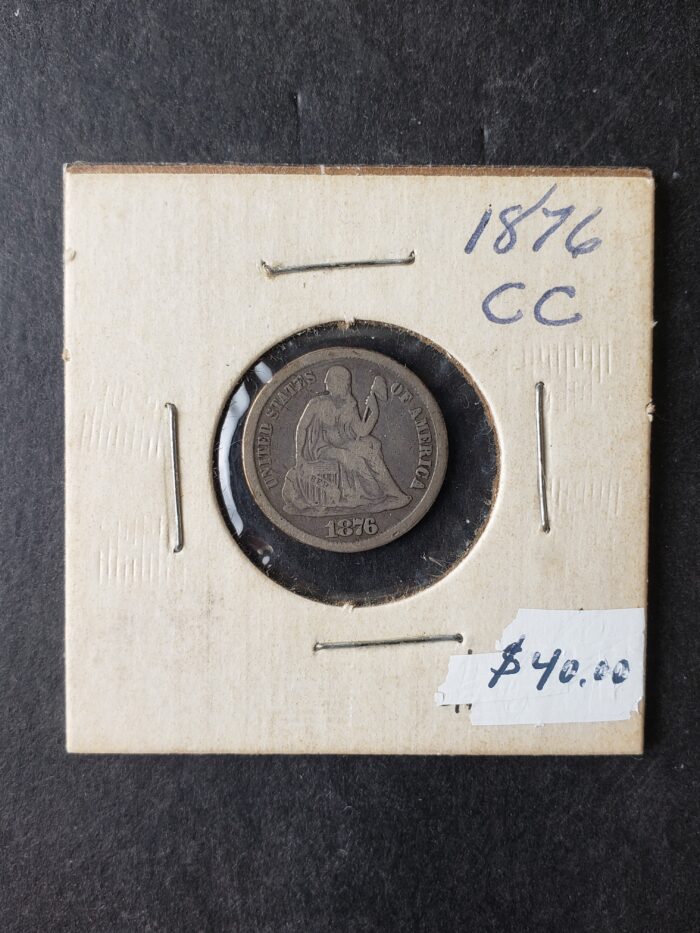 1876
CC
UNITED STATES OF AMERICA
1876
$40.00